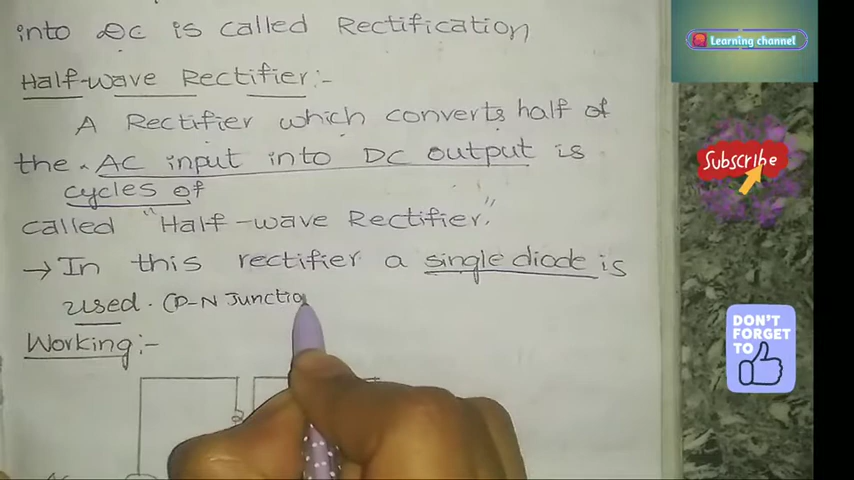 into DC is called Rectification
Half-wave Rectifier:-
A Rectifier which converts half of
the AC input into DC output is
cycles of
called "Half-wave Rectifier."
→ In this rectifier a single diode is
used. (P-N Junctio
Working:-
Learning channel
Subscribe
DON'T
FORGET
TO